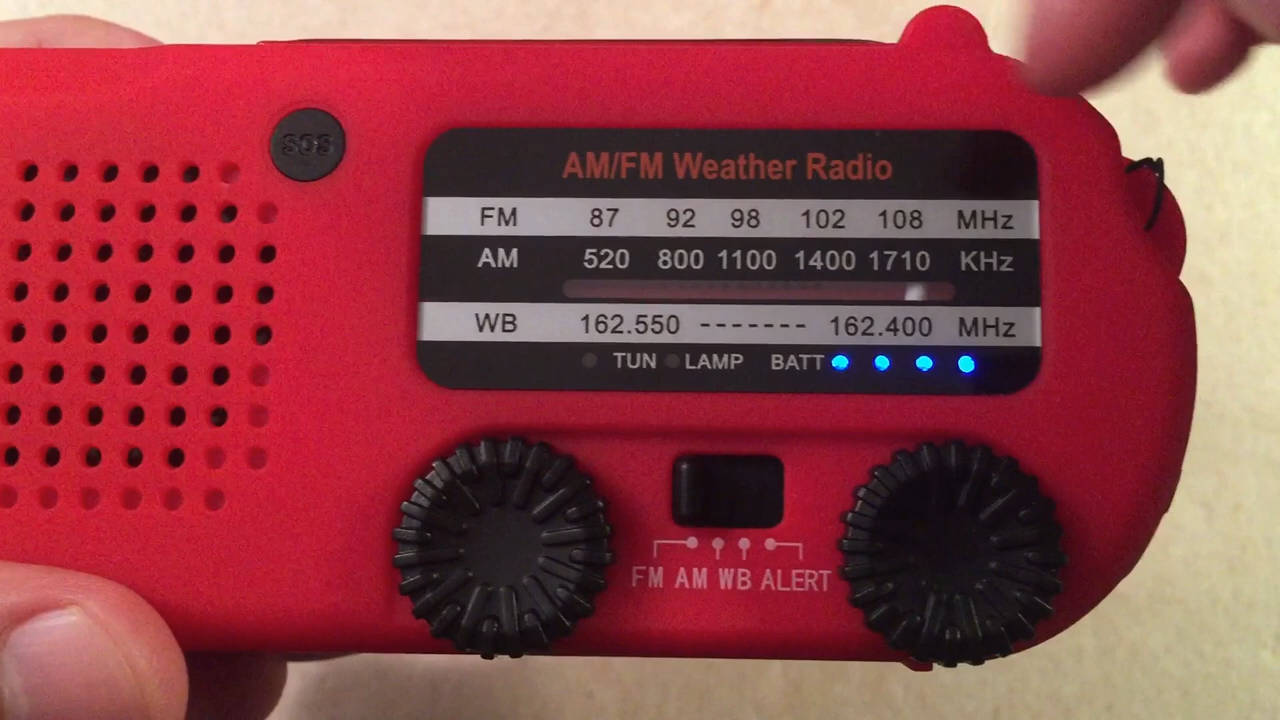 SOS
AM/FM Weather Radio
FM 87 92 98 102 108 MHz
AM 520 800 1100 1400 1710 KHz
WB 162.550 ------- 162.400 MHz
TUN LAMP BATT
FM AM WB ALERT